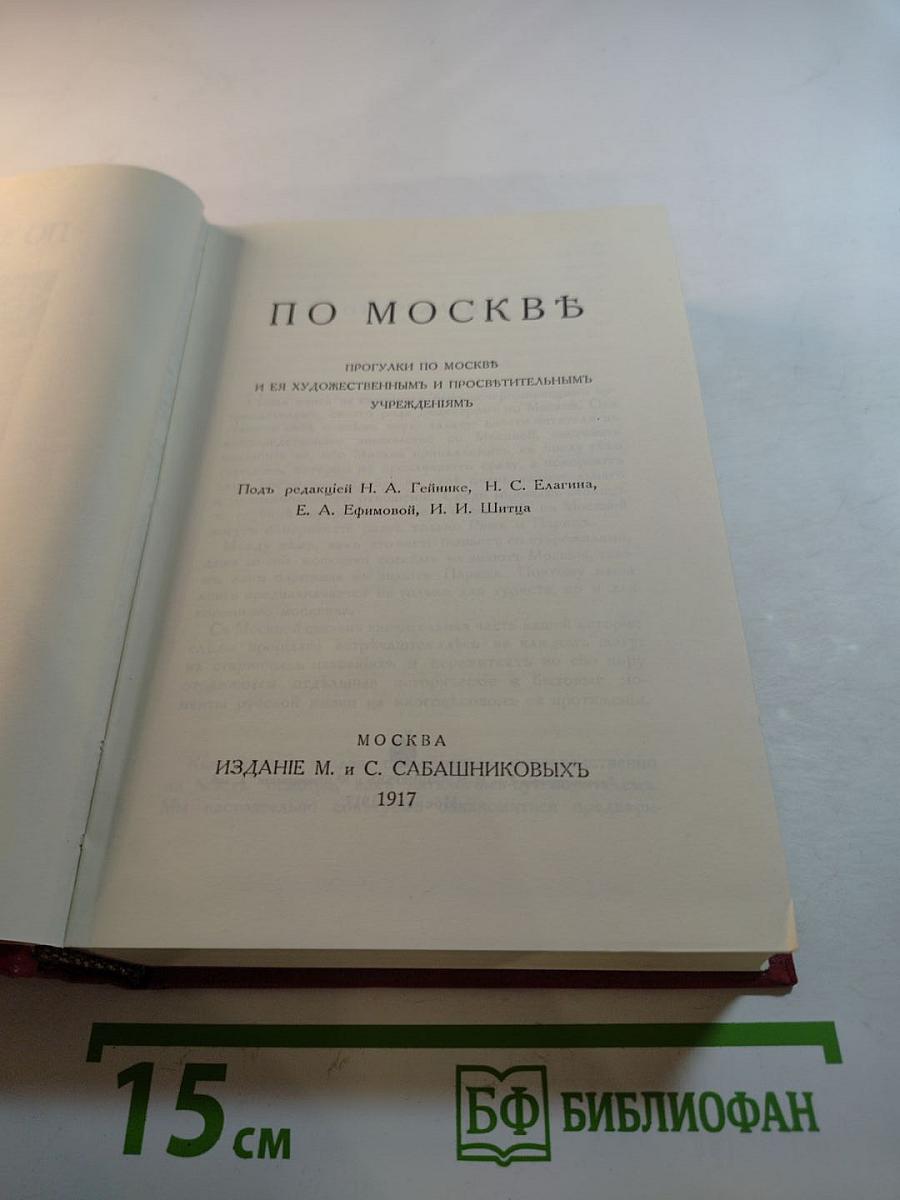 ПО МОСКВѢ
ПРОГУЛКИ ПО МОСКВѢ
И ЕЯ ХУДОЖЕСТВЕННЫМЪ И ПРОСВѢТИТЕЛЬНЫМЪ
УЧРЕЖДЕНІЯМЪ
Подъ редакціей Н. А. Гейнике, Н. С. Елагина,
Е. А. Ефимовой, И. И. Шитца
МОСКВА
ИЗДАНІЕ М. и С. САБАШНИКОВЫХЪ
1917
15 см
БФ БИБЛИОФАН